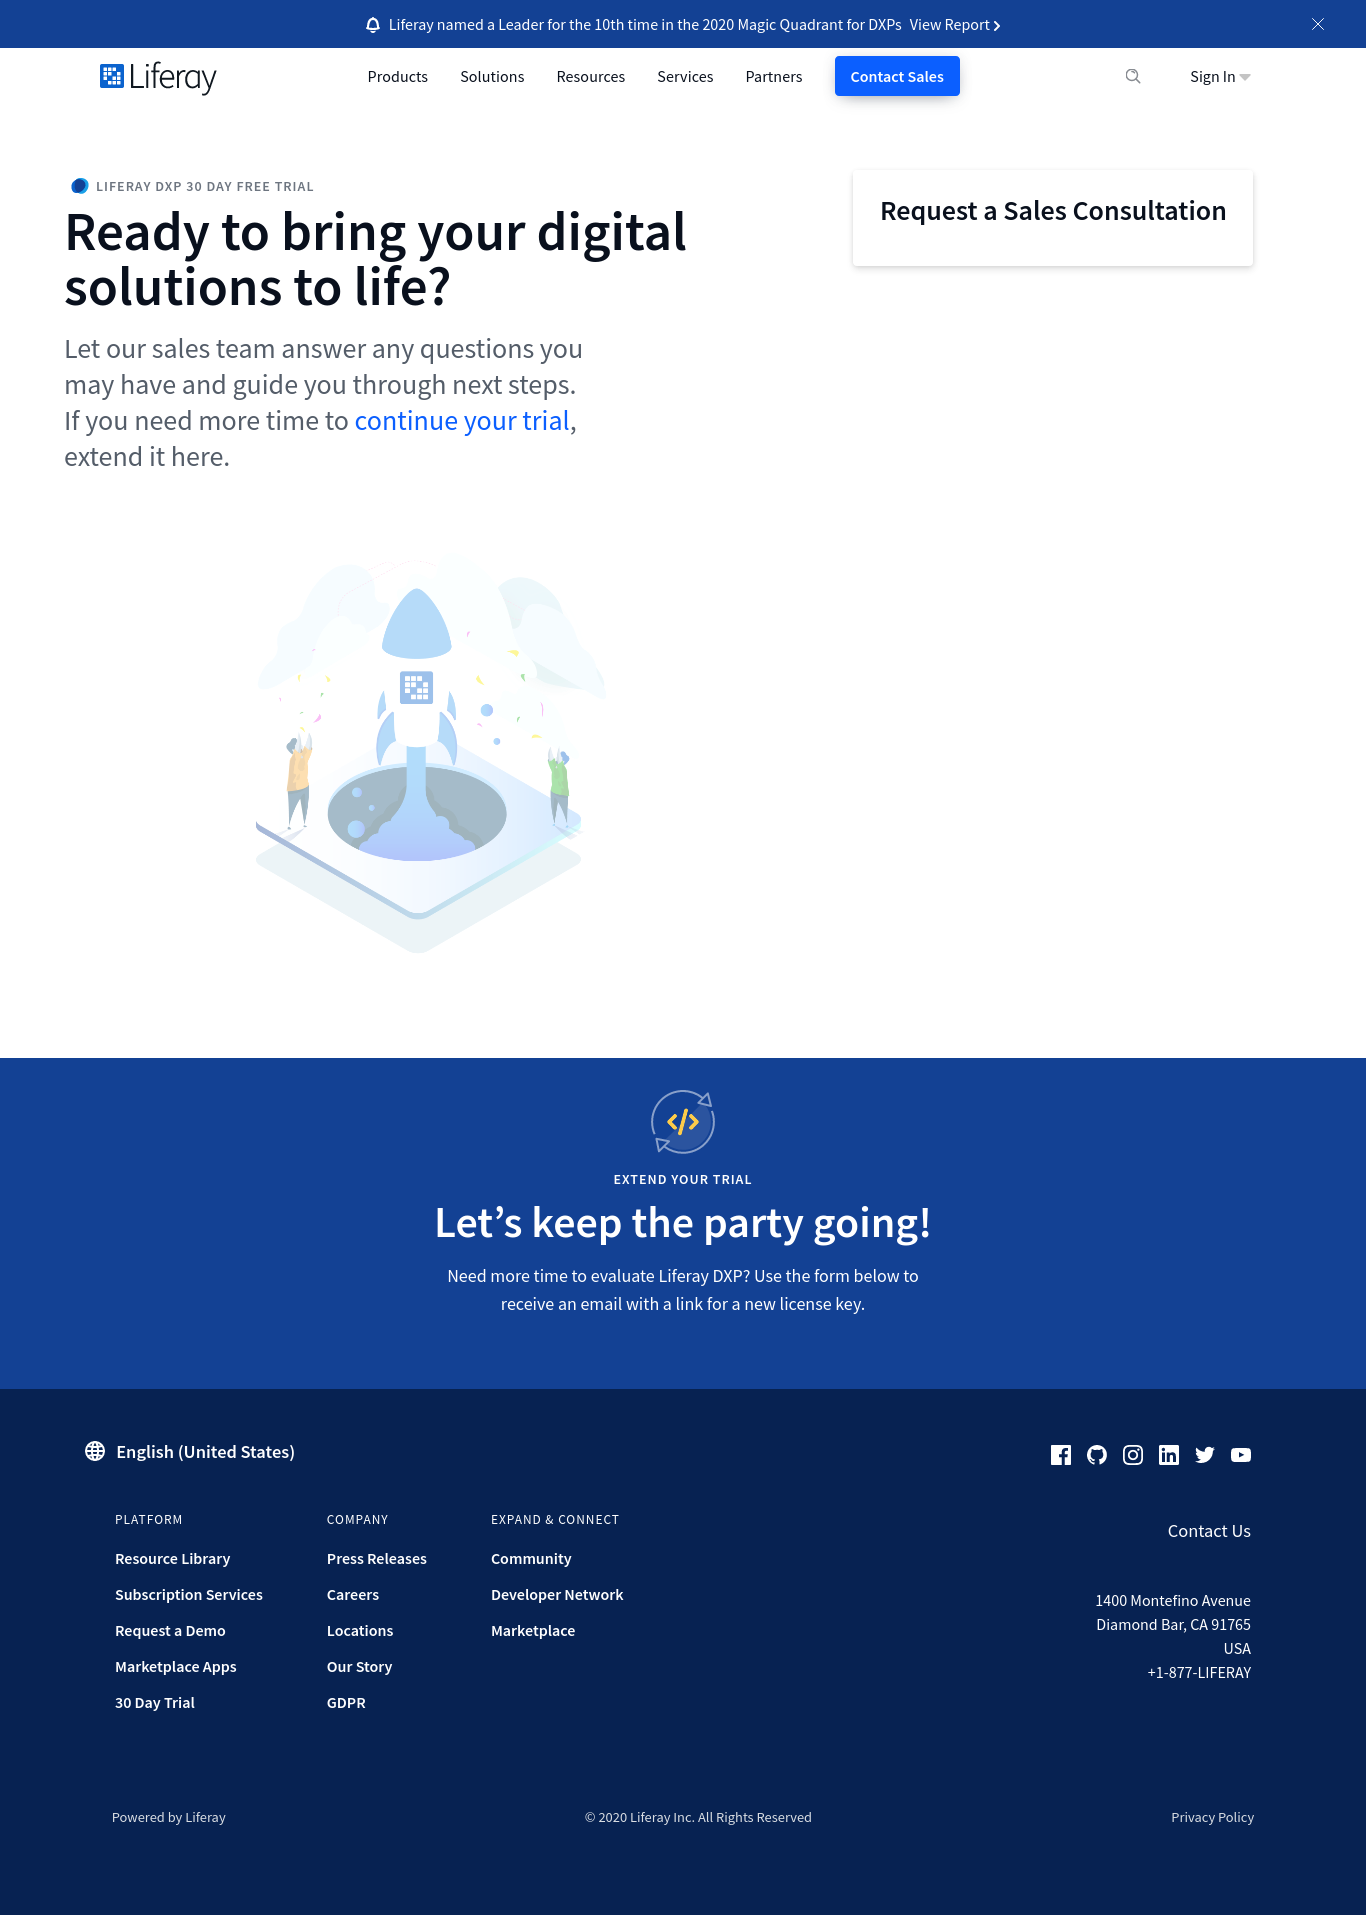 Liferay named a Leader for the 10th time in the 2020 Magic Quadrant for DXPs View Report
Liferay
Products
Solutions
Resources
Services
Partners
Contact Sales
Sign In
LIFERAY DXP 30 DAY FREE TRIAL
Ready to bring your digital
solutions to life?
Let our sales team answer any questions you
may have and guide you through next steps.
If you need more time to continue your trial,
extend it here.
Request a Sales Consultation
EXTEND YOUR TRIAL
Let’s keep the party going!
Need more time to evaluate Liferay DXP? Use the form below to
receive an email with a link for a new license key.
English (United States)
PLATFORM
Resource Library
Subscription Services
Request a Demo
Marketplace Apps
30 Day Trial
COMPANY
Press Releases
Careers
Locations
Our Story
GDPR
EXPAND & CONNECT
Community
Developer Network
Marketplace
Contact Us
1400 Montefino Avenue
Diamond Bar, CA 91765
USA
+1-877-LIFERAY
Powered by Liferay
© 2020 Liferay Inc. All Rights Reserved
Privacy Policy